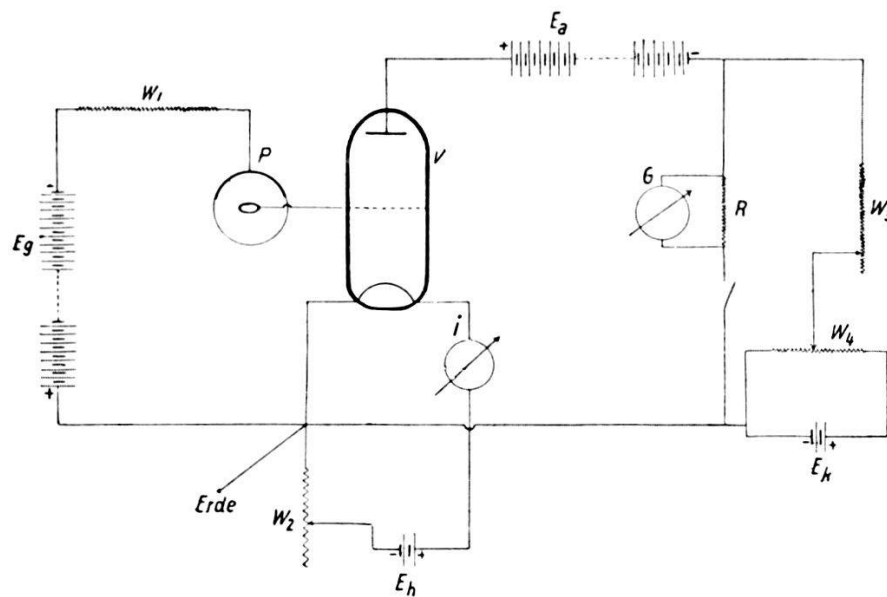 Ea
+ -
W1
P
V
-
Eg
+
G
R
W3
i
W4
- +
Ek
Erde
W2
- +
Eh